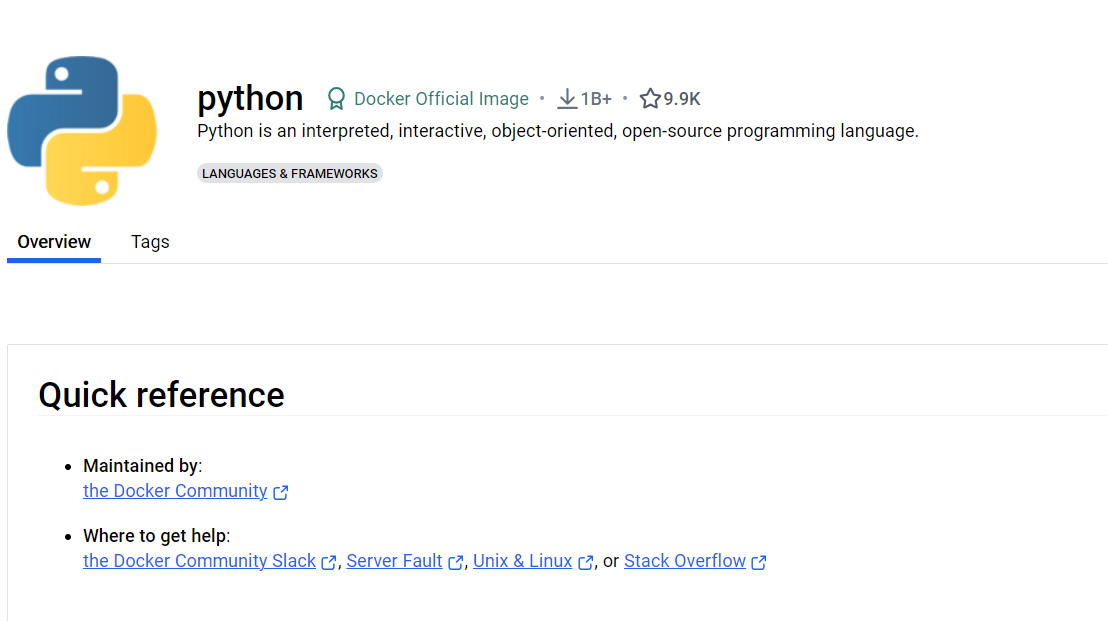 python Docker Official Image • 1B+ • 9.9K
Python is an interpreted, interactive, object-oriented, open-source programming language.
LANGUAGES & FRAMEWORKS
Overview Tags
Quick reference
• Maintained by:
the Docker Community
• Where to get help:
the Docker Community Slack, Server Fault, Unix & Linux, or Stack Overflow